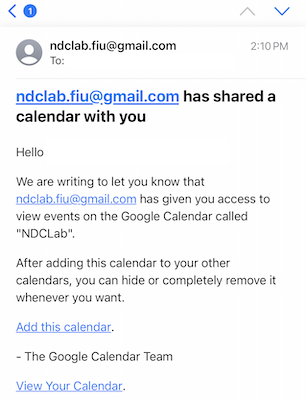 1
ndclab.fiu@gmail.com 2:10 PM
To:
ndclab.fiu@gmail.com has shared a
calendar with you
Hello
We are writing to let you know that
ndclab.fiu@gmail.com has given you access to
view events on the Google Calendar called
"NDCLab".
After adding this calendar to your other
calendars, you can hide or completely remove it
whenever you want.
Add this calendar.
- The Google Calendar Team
View Your Calendar.